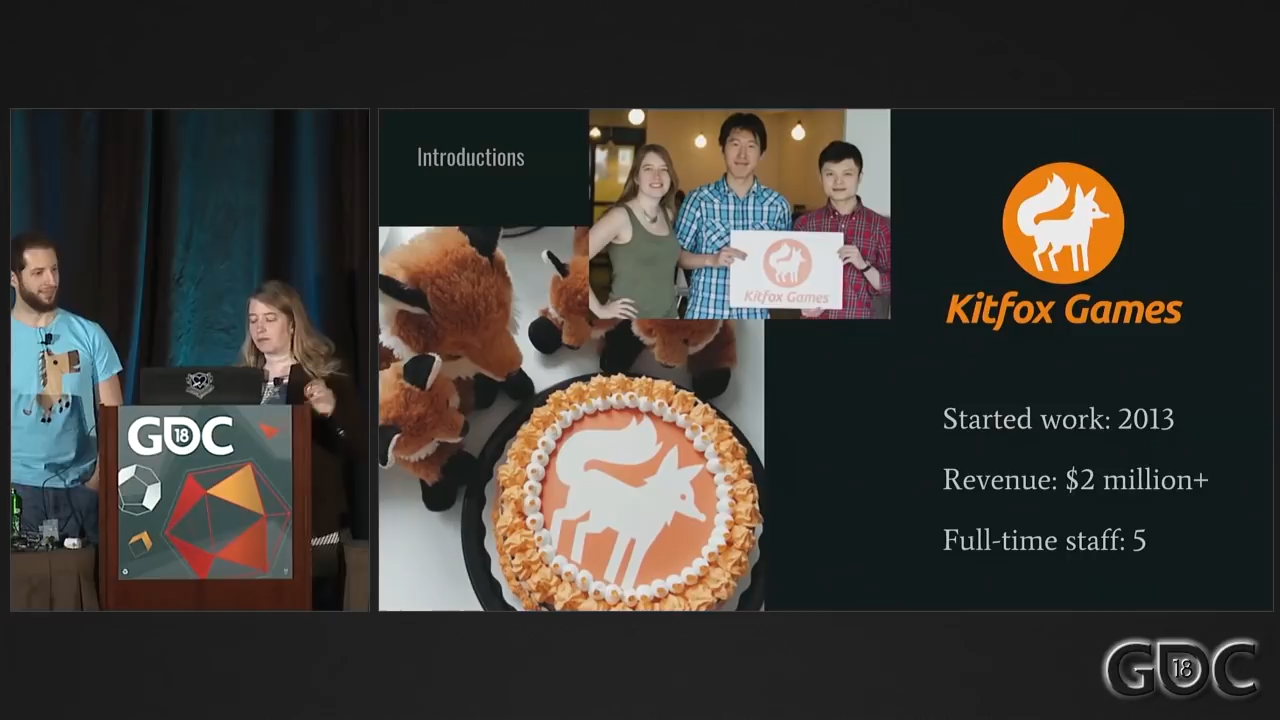 Introductions
Kitfox Games
Kitfox Games
Started work: 2013
Revenue: $2 million+
Full-time staff: 5
GDC
18
GDC
18